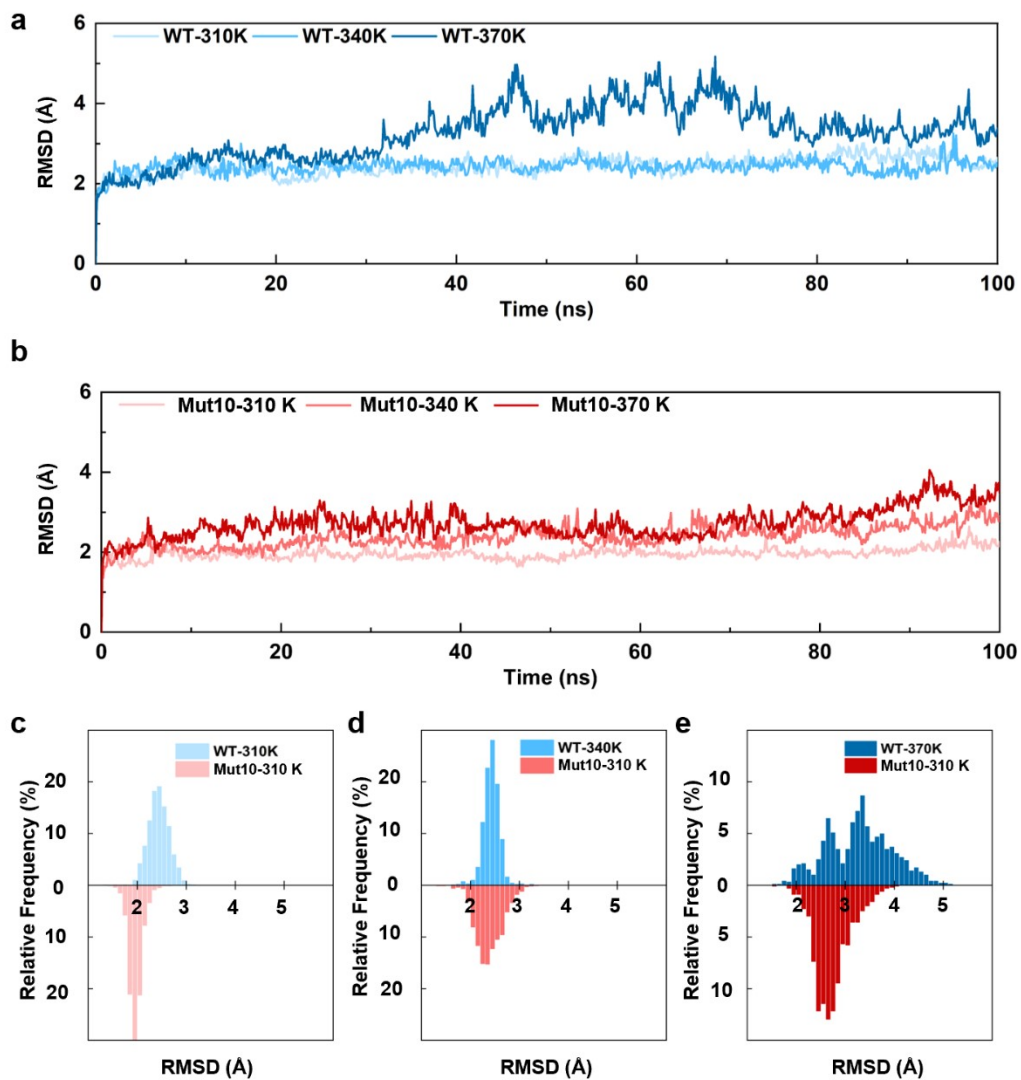 a
WT-310K WT-340K WT-370K
6
4
2
0
RMSD (Å)
0 20 40 60 80 100
Time (ns)
b
Mut10-310 K Mut10-340 K Mut10-370 K
6
4
2
0
RMSD (Å)
0 20 40 60 80 100
Time (ns)
c
WT-310K
Mut10-310 K
20
10
0
10
20
Relative Frequency (%)
2 3 4 5
RMSD (Å)
d
WT-340K
Mut10-310 K
20
10
0
10
20
Relative Frequency (%)
2 3 4 5
RMSD (Å)
e
WT-370K
Mut10-310 K
10
5
0
5
10
Relative Frequency (%)
2 3 4 5
RMSD (Å)